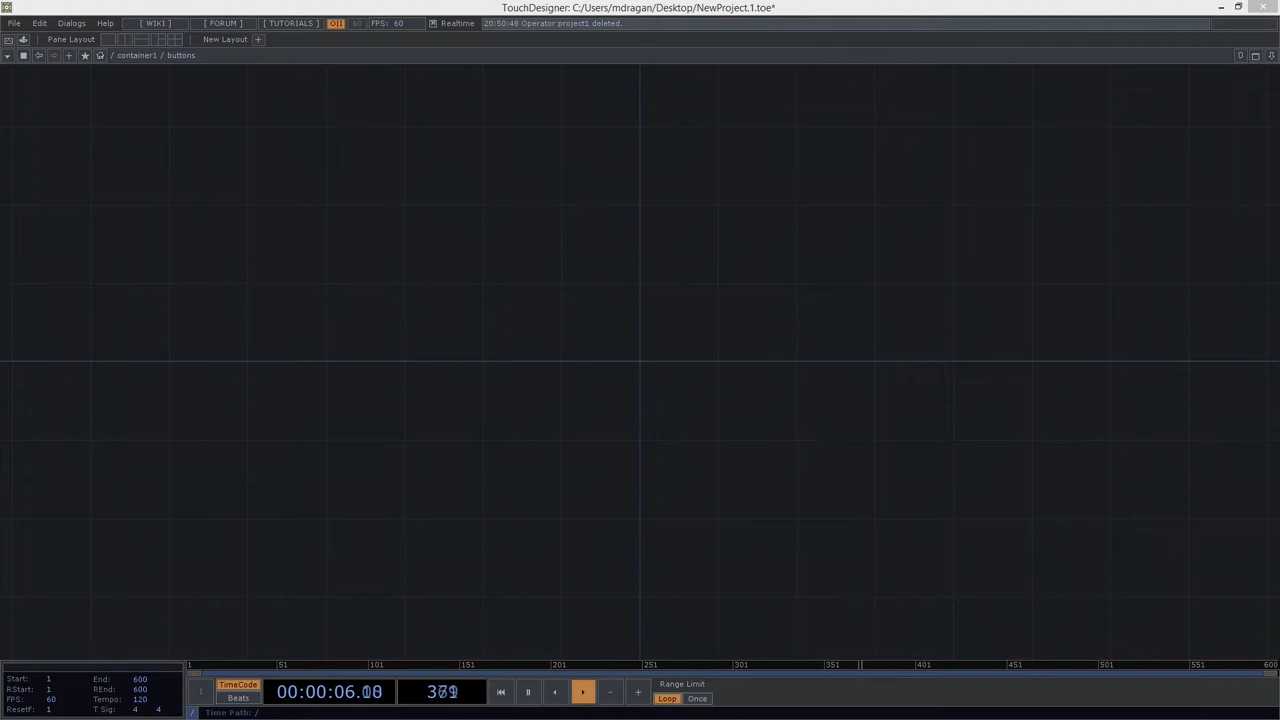 TouchDesigner: C:/Users/mdragan/Desktop/NewProject.1.toe*
File Edit Dialogs Help [ WIKI ] [ FORUM ] [ TUTORIALS ] O|I 60 FPS: 60 Realtime 20:50:48 Operator project1 deleted.
Pane Layout New Layout +
/ container1 / buttons
1 51 101 151 201 251 301 351 401 451 501 551 600
Start: 1 End: 600
RStart: 1 REnd: 600
FPS: 60 Tempo: 120
ResetF: 1 T Sig: 4 4
TimeCode
Beats
00:00:06.
Range Limit
Loop Once
/ Time Path: /